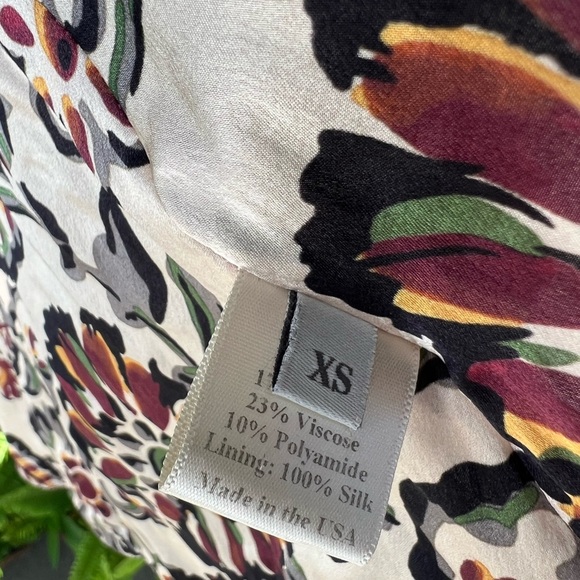 XS
23% Viscose
10% Polyamide
Lining: 100% Silk
Made in the USA